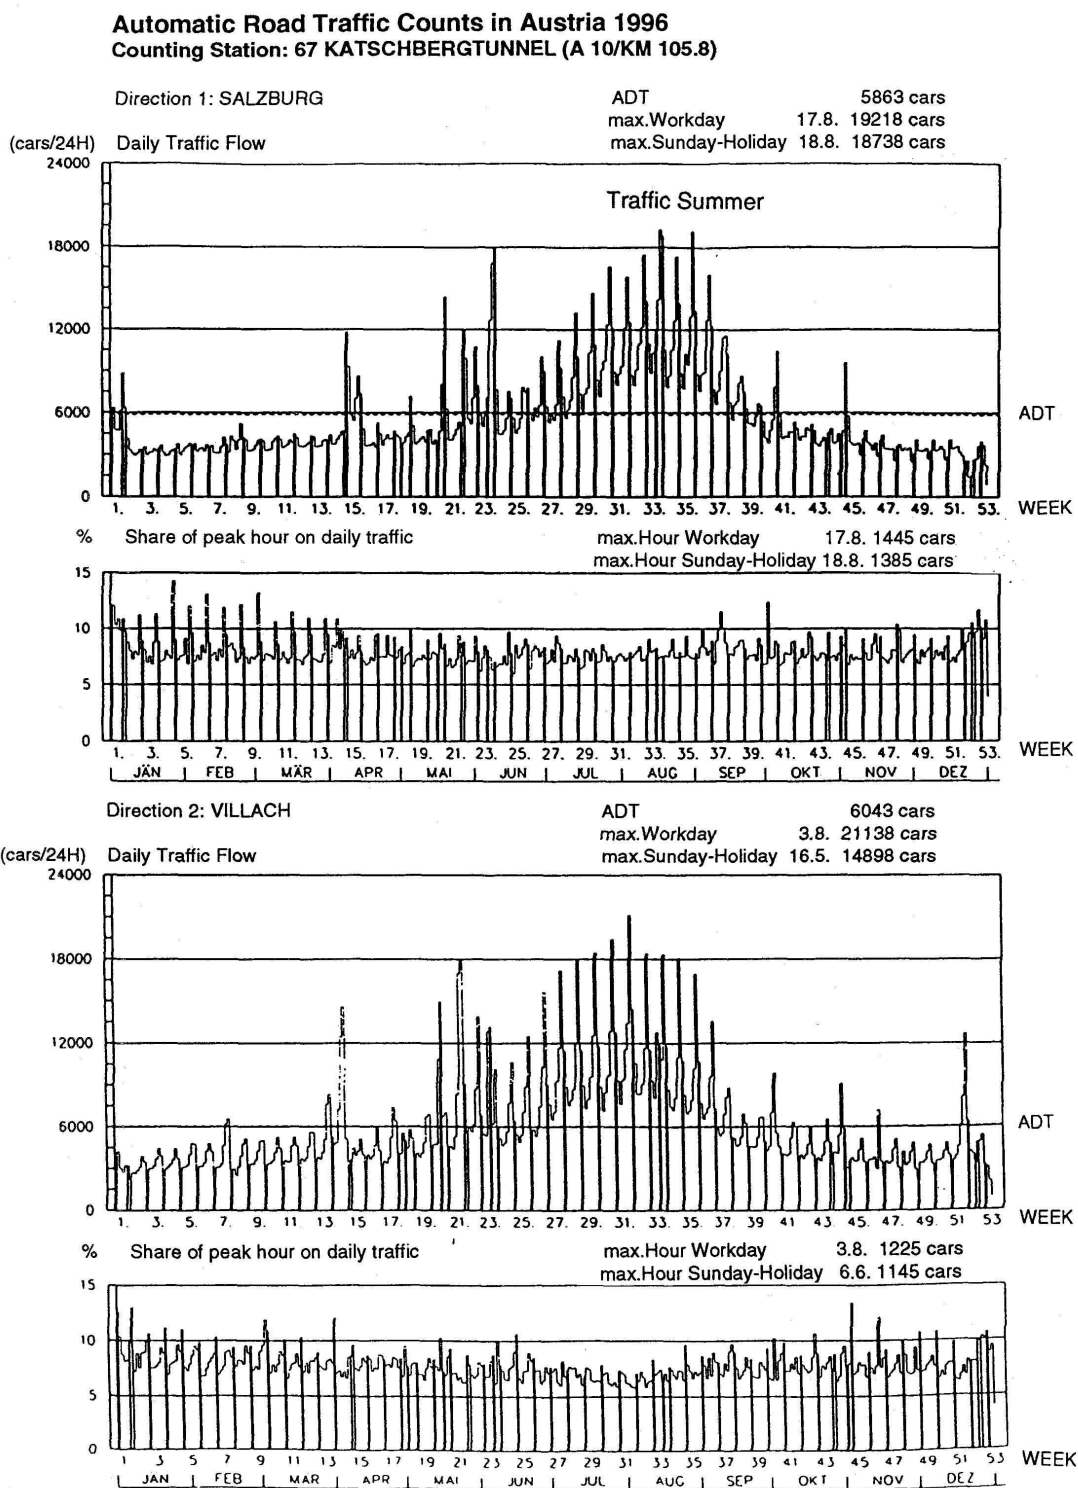 Automatic Road Traffic Counts in Austria 1996
Counting Station: 67 KATSCHBERGTUNNEL (A 10/KM 105.8)
Direction 1: SALZBURG
ADT 5863 cars
max.Workday 17.8. 19218 cars
max.Sunday-Holiday 18.8. 18738 cars
(cars/24H) Daily Traffic Flow
24000
Traffic Summer
18000
12000
6000
ADT
0
1. 3. 5. 7. 9. 11. 13. 15. 17. 19. 21. 23. 25. 27. 29. 31. 33. 35. 37. 39. 41. 43. 45. 47. 49. 51. 53. WEEK
% Share of peak hour on daily traffic
max.Hour Workday 17.8. 1445 cars
max.Hour Sunday-Holiday 18.8. 1385 cars
15
10
5
0
1. 3. 5. 7. 9. 11. 13. 15. 17. 19. 21. 23. 25. 27. 29. 31. 33. 35. 37. 39. 41. 43. 45. 47. 49. 51. 53. WEEK
JÄN FEB MÄR APR MAI JUN JUL AUG SEP OKT NOV DEZ
Direction 2: VILLACH
ADT 6043 cars
max.Workday 3.8. 21138 cars
max.Sunday-Holiday 16.5. 14898 cars
(cars/24H) Daily Traffic Flow
24000
18000
12000
6000
ADT
0
1. 3. 5. 7. 9. 11 13 15. 17. 19. 21. 23. 25. 27. 29. 31. 33. 35. 37. 39 41 43. 45. 47. 49. 51 53 WEEK
% Share of peak hour on daily traffic
max.Hour Workday 3.8. 1225 cars
max.Hour Sunday-Holiday 6.6. 1145 cars
15
10
5
0
1 3 5 7 9 11 13 15 17 19 21 23 25 27 29 31 33 35 37 39 41 43 45 47 49 51 53 WEEK
JAN FEB MAR APR MAI JUN JUL AUG SEP OKT NOV DEZ